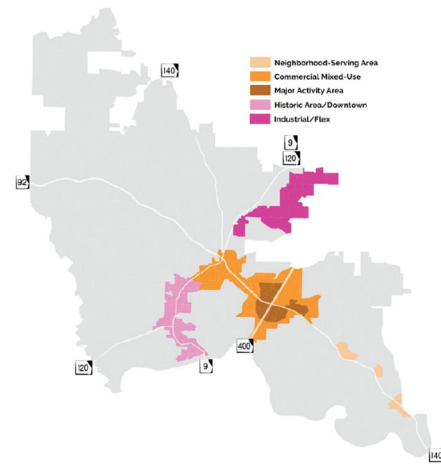 140
Neighborhood-Serving Area
Commercial Mixed-Use
Major Activity Area
Historic Area/Downtown
Industrial/Flex
9
120
92
400
120
9
140